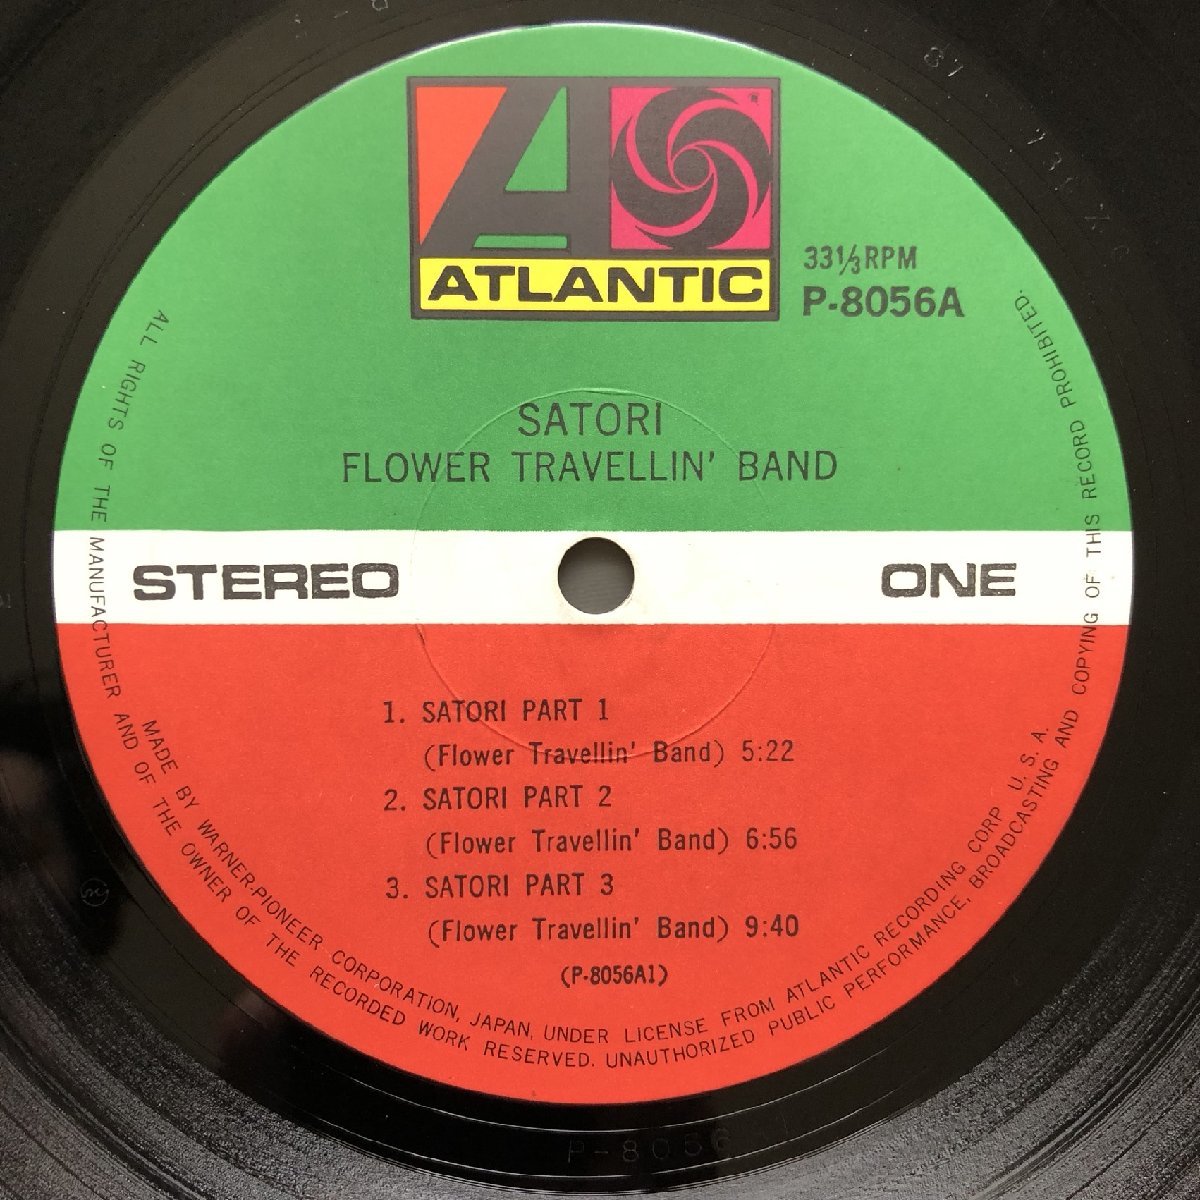 ATLANTIC
33⅓RPM
P-8056A
SATORI
FLOWER TRAVELLIN' BAND
STEREO
ONE
1. SATORI PART 1
(Flower Travellin' Band) 5:22
2. SATORI PART 2
(Flower Travellin' Band) 6:56
3. SATORI PART 3
(Flower Travellin' Band) 9:40
(P-8056A1)
MADE BY WARNER-PIONEER CORPORATION, JAPAN, UNDER LICENSE FROM ATLANTIC RECORDING CORP U. S. A.
ALL RIGHTS OF THE MANUFACTURER AND OF THE OWNER OF THE RECORDED WORK RESERVED. UNAUTHORIZED PUBLIC PERFORMANCE, BROADCASTING AND COPYING OF THIS RECORD PROHIBITED.
P-8056